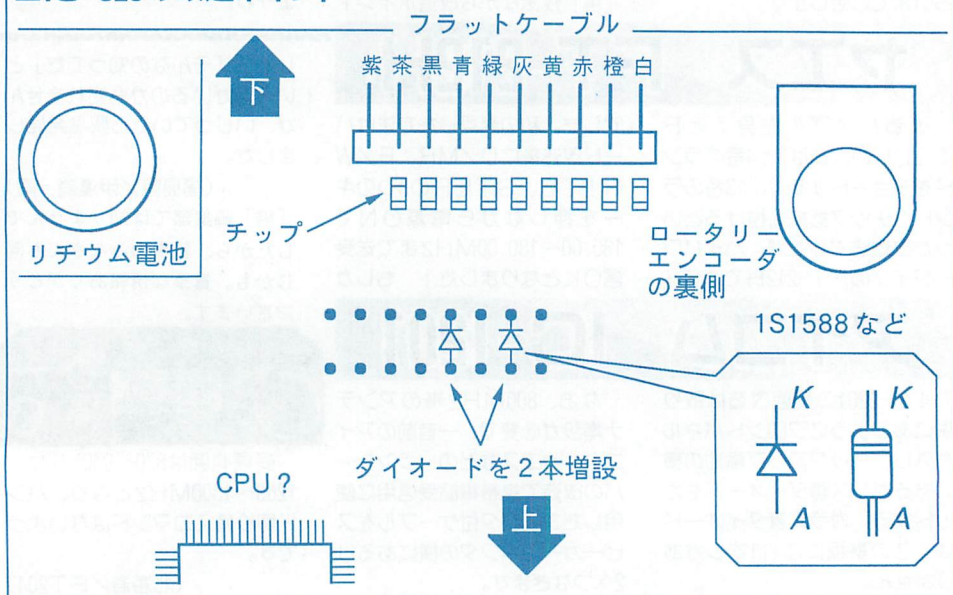 フラットケーブル
下
紫茶黒青緑灰黄赤橙白
チップ
リチウム電池
ロータリー
エンコーダ
の裏側
1S1588など
K
K
A
A
ダイオードを2本増設
CPU?
上